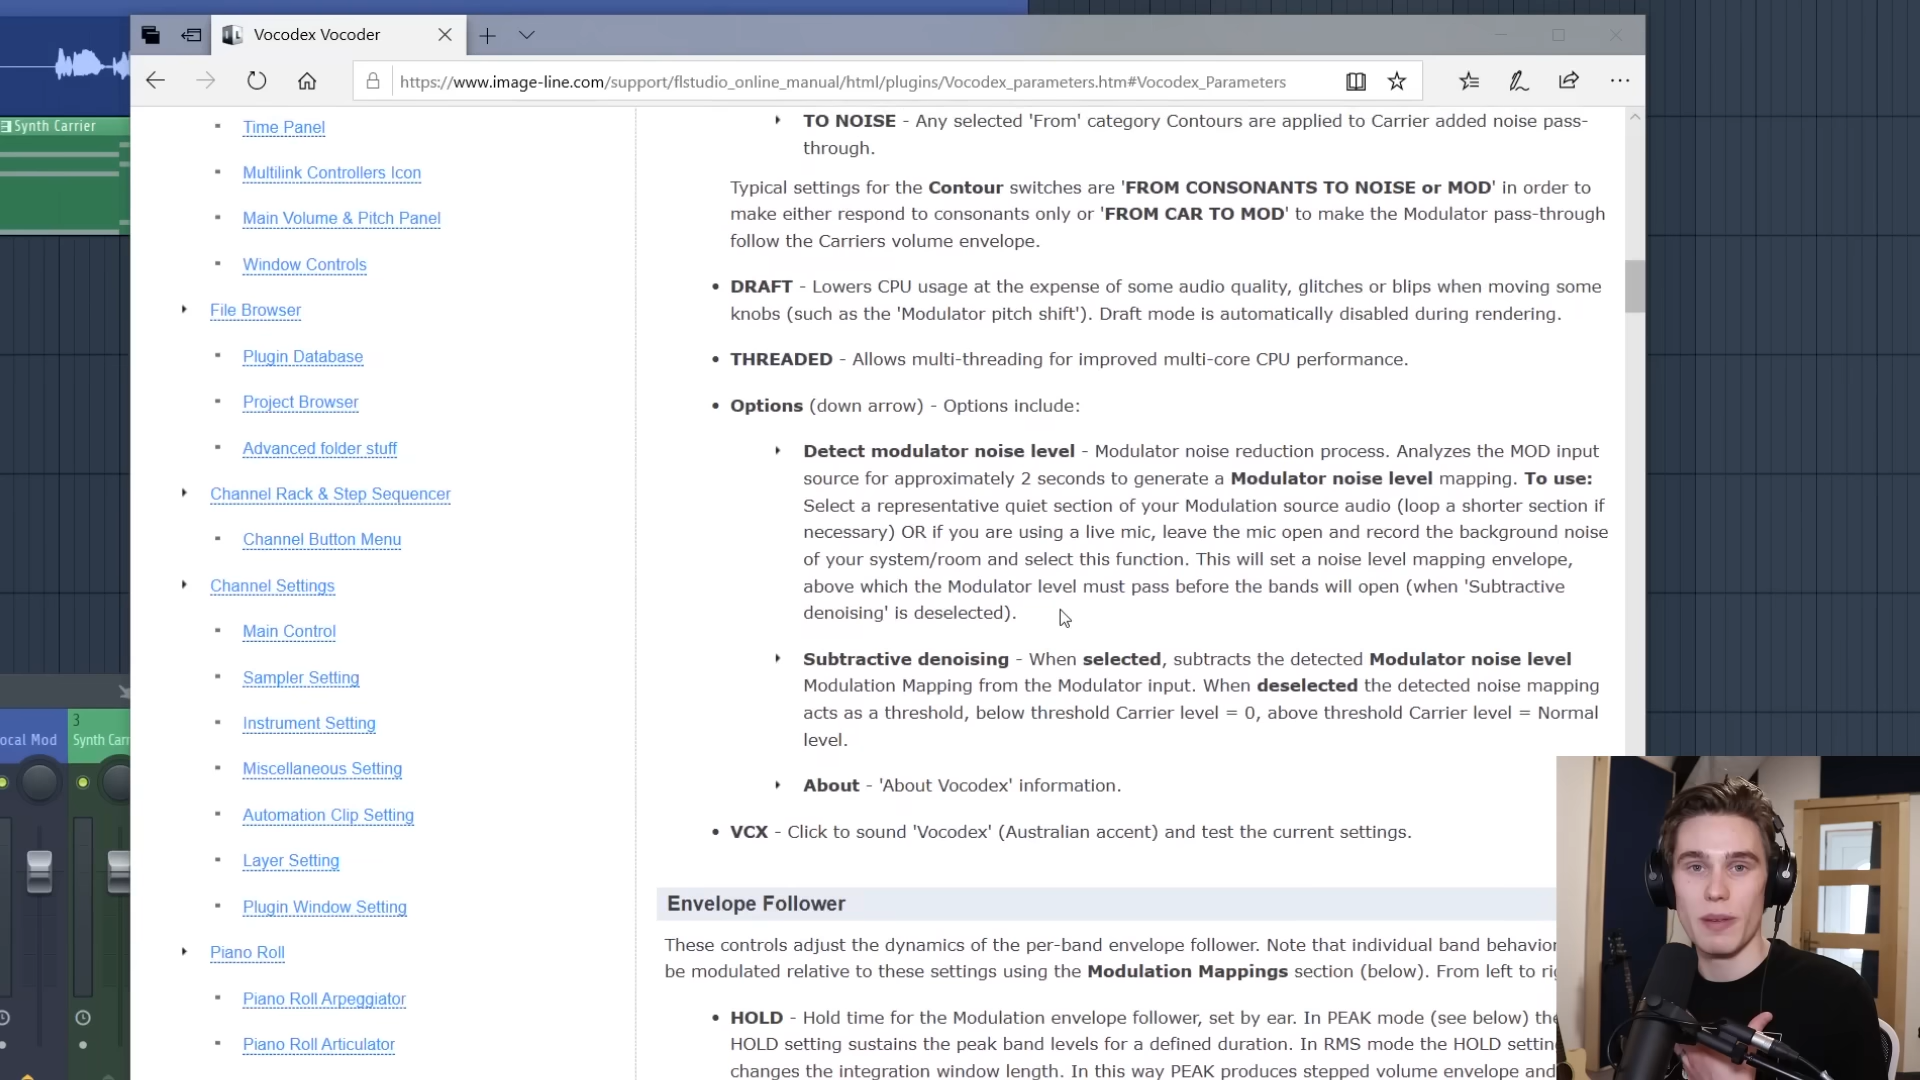 Vocodex Vocoder
https://www.image-line.com/support/flstudio_online_manual/html/plugins/Vocodex_parameters.htm#Vocodex_Parameters
Synth Carrier
3
ocal Mod
Synth Carr
Time Panel
Multilink Controllers Icon
Main Volume & Pitch Panel
Window Controls
File Browser
Plugin Database
Project Browser
Advanced folder stuff
Channel Rack & Step Sequencer
Channel Button Menu
Channel Settings
Main Control
Sampler Setting
Instrument Setting
Miscellaneous Setting
Automation Clip Setting
Layer Setting
Plugin Window Setting
Piano Roll
Piano Roll Arpeggiator
Piano Roll Articulator
TO NOISE - Any selected 'From' category Contours are applied to Carrier added noise pass-
through.
Typical settings for the Contour switches are 'FROM CONSONANTS TO NOISE or MOD' in order to
make either respond to consonants only or 'FROM CAR TO MOD' to make the Modulator pass-through
follow the Carriers volume envelope.
• DRAFT - Lowers CPU usage at the expense of some audio quality, glitches or blips when moving some
knobs (such as the 'Modulator pitch shift'). Draft mode is automatically disabled during rendering.
• THREADED - Allows multi-threading for improved multi-core CPU performance.
• Options (down arrow) - Options include:
Detect modulator noise level - Modulator noise reduction process. Analyzes the MOD input
source for approximately 2 seconds to generate a Modulator noise level mapping. To use:
Select a representative quiet section of your Modulation source audio (loop a shorter section if
necessary) OR if you are using a live mic, leave the mic open and record the background noise
of your system/room and select this function. This will set a noise level mapping envelope,
above which the Modulator level must pass before the bands will open (when 'Subtractive
denoising' is deselected).
Subtractive denoising - When selected, subtracts the detected Modulator noise level
Modulation Mapping from the Modulator input. When deselected the detected noise mapping
acts as a threshold, below threshold Carrier level = 0, above threshold Carrier level = Normal
level.
About - 'About Vocodex' information.
• VCX - Click to sound 'Vocodex' (Australian accent) and test the current settings.
Envelope Follower
These controls adjust the dynamics of the per-band envelope follower. Note that individual band behavior
be modulated relative to these settings using the Modulation Mappings section (below). From left to ri
• HOLD - Hold time for the Modulation envelope follower, set by ear. In PEAK mode (see below) the
HOLD setting sustains the peak band levels for a defined duration. In RMS mode the HOLD setting
changes the integration window length. In this way PEAK produces stepped volume envelope and